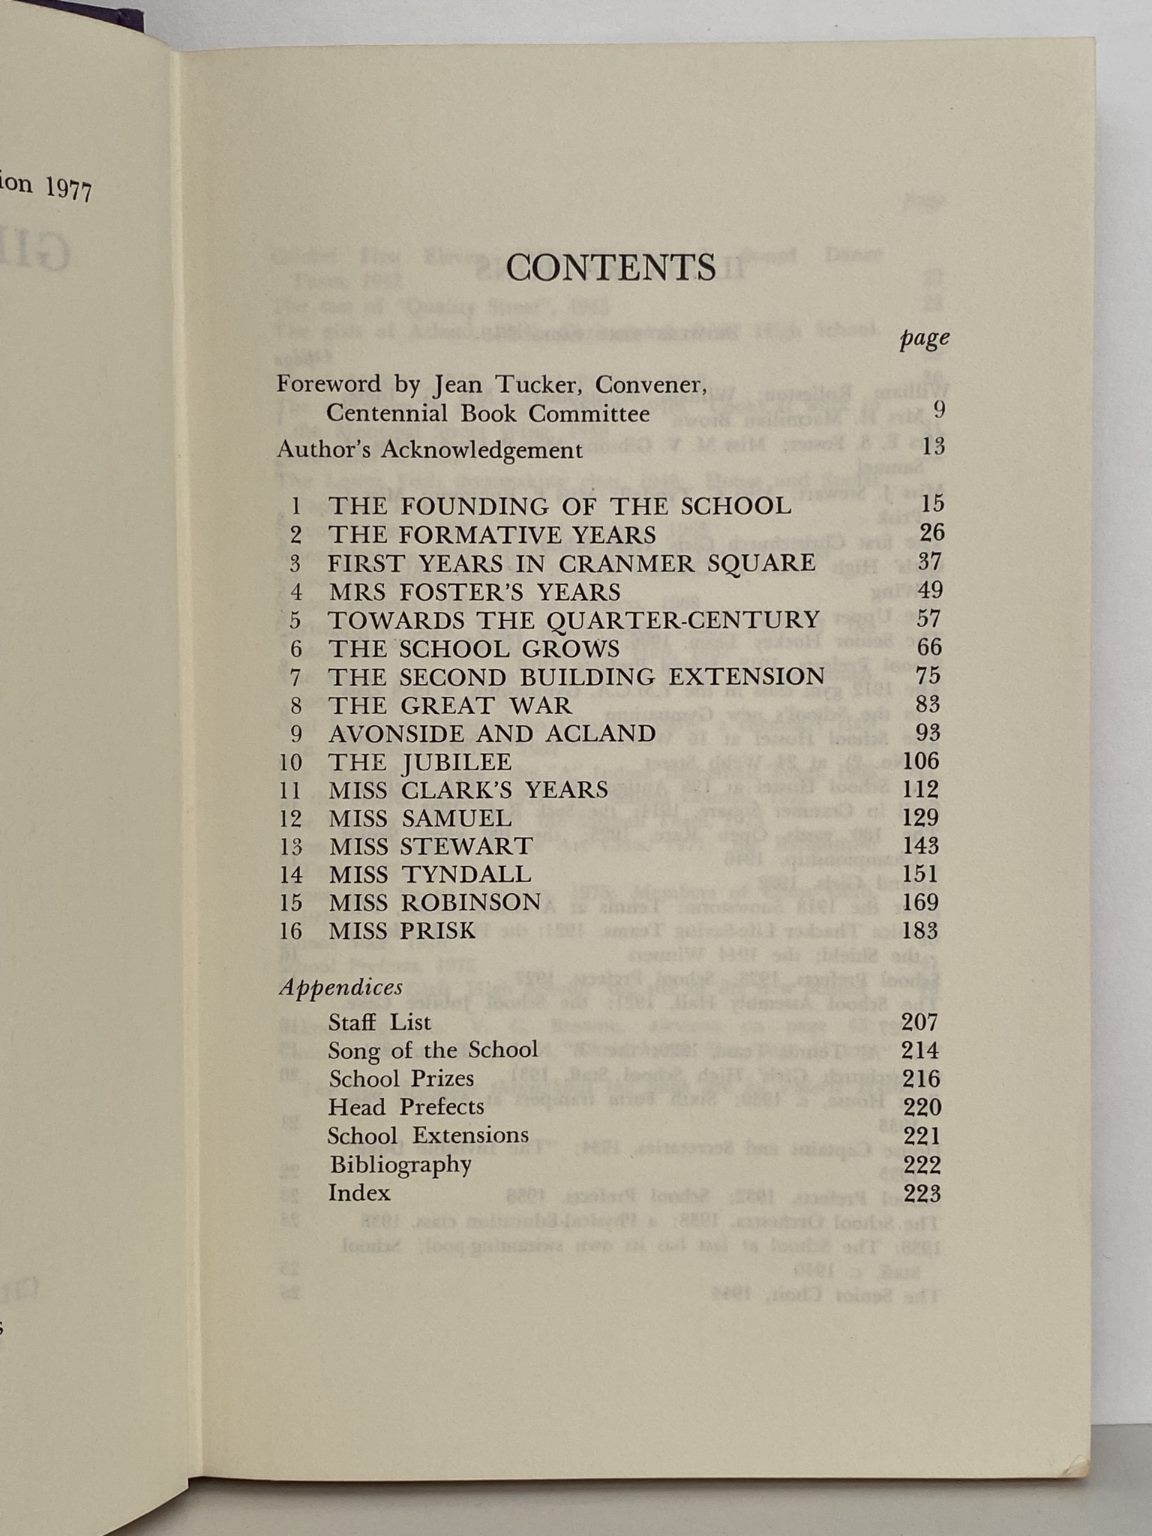 ion 1977
CONTENTS
page
Foreword by Jean Tucker, Convener,
Centennial Book Committee 9
Author's Acknowledgement 13
1 THE FOUNDING OF THE SCHOOL 15
2 THE FORMATIVE YEARS 26
3 FIRST YEARS IN CRANMER SQUARE 37
4 MRS FOSTER'S YEARS 49
5 TOWARDS THE QUARTER-CENTURY 57
6 THE SCHOOL GROWS 66
7 THE SECOND BUILDING EXTENSION 75
8 THE GREAT WAR 83
9 AVONSIDE AND ACLAND 93
10 THE JUBILEE 106
11 MISS CLARK'S YEARS 112
12 MISS SAMUEL 129
13 MISS STEWART 143
14 MISS TYNDALL 151
15 MISS ROBINSON 169
16 MISS PRISK 183
Appendices
Staff List 207
Song of the School 214
School Prizes 216
Head Prefects 220
School Extensions 221
Bibliography 222
Index 223